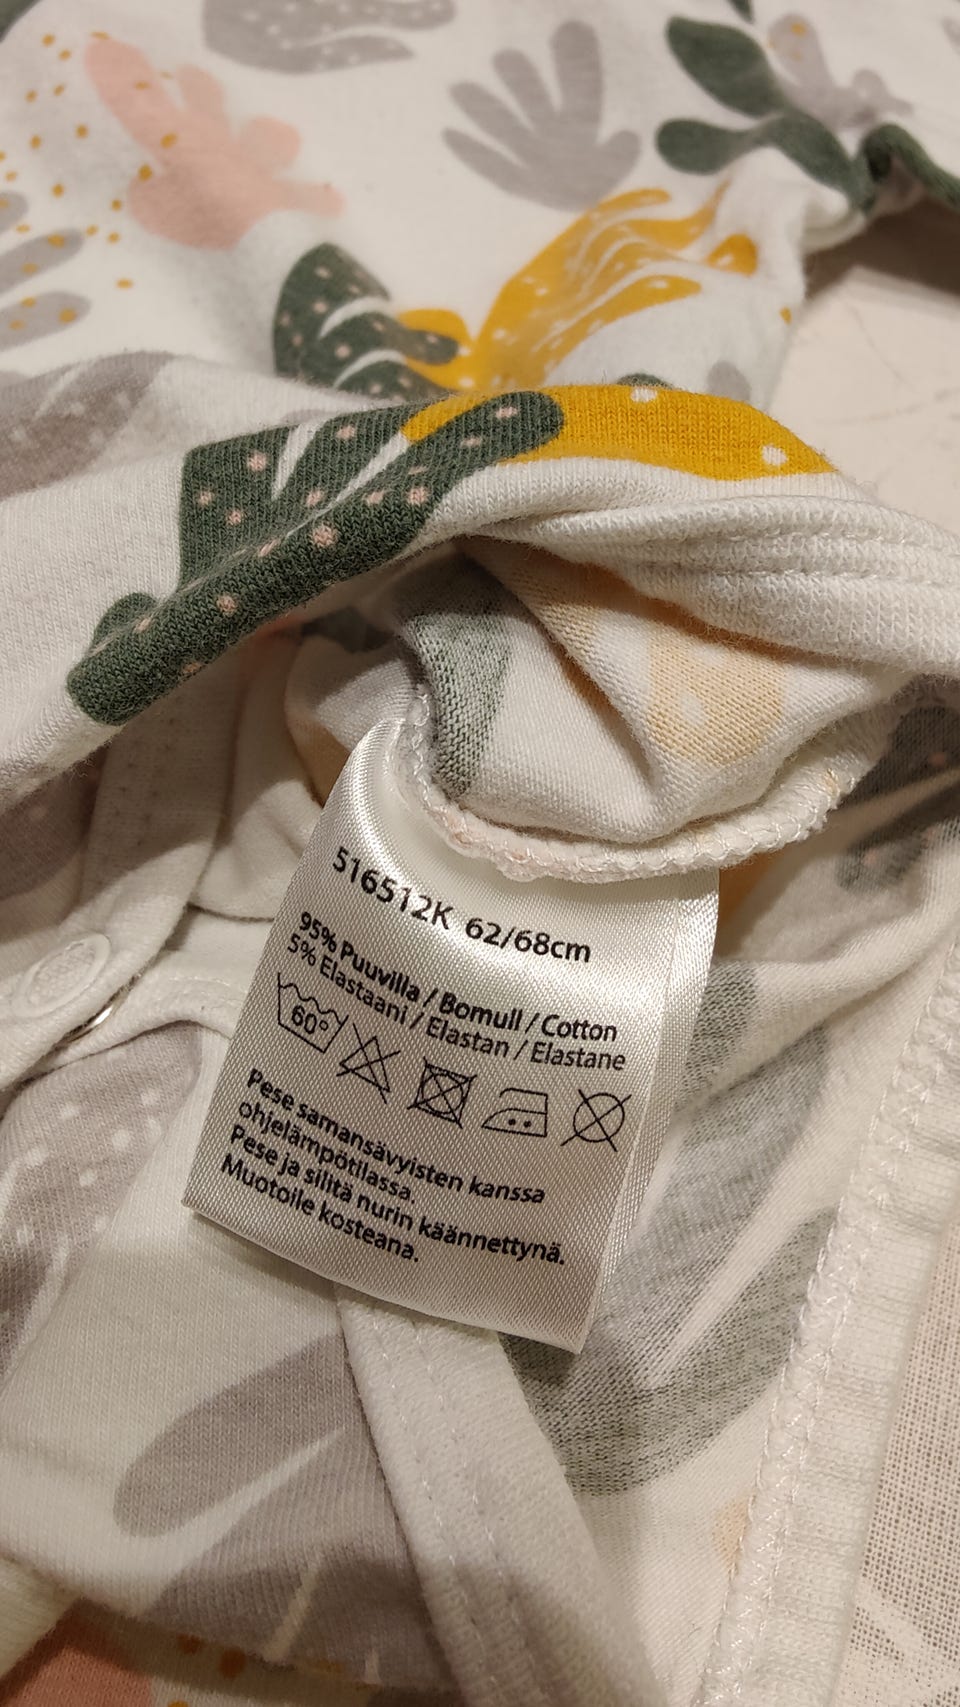 516512K 62/68cm
95% Puuvilla / Bomull / Cotton
5% Elastaani / Elastan / Elastane
60°
Pese samansävyisten kanssa
ohjelämpötilassa.
Pese ja silitä nurin käännettynä.
Muotoile kosteana.